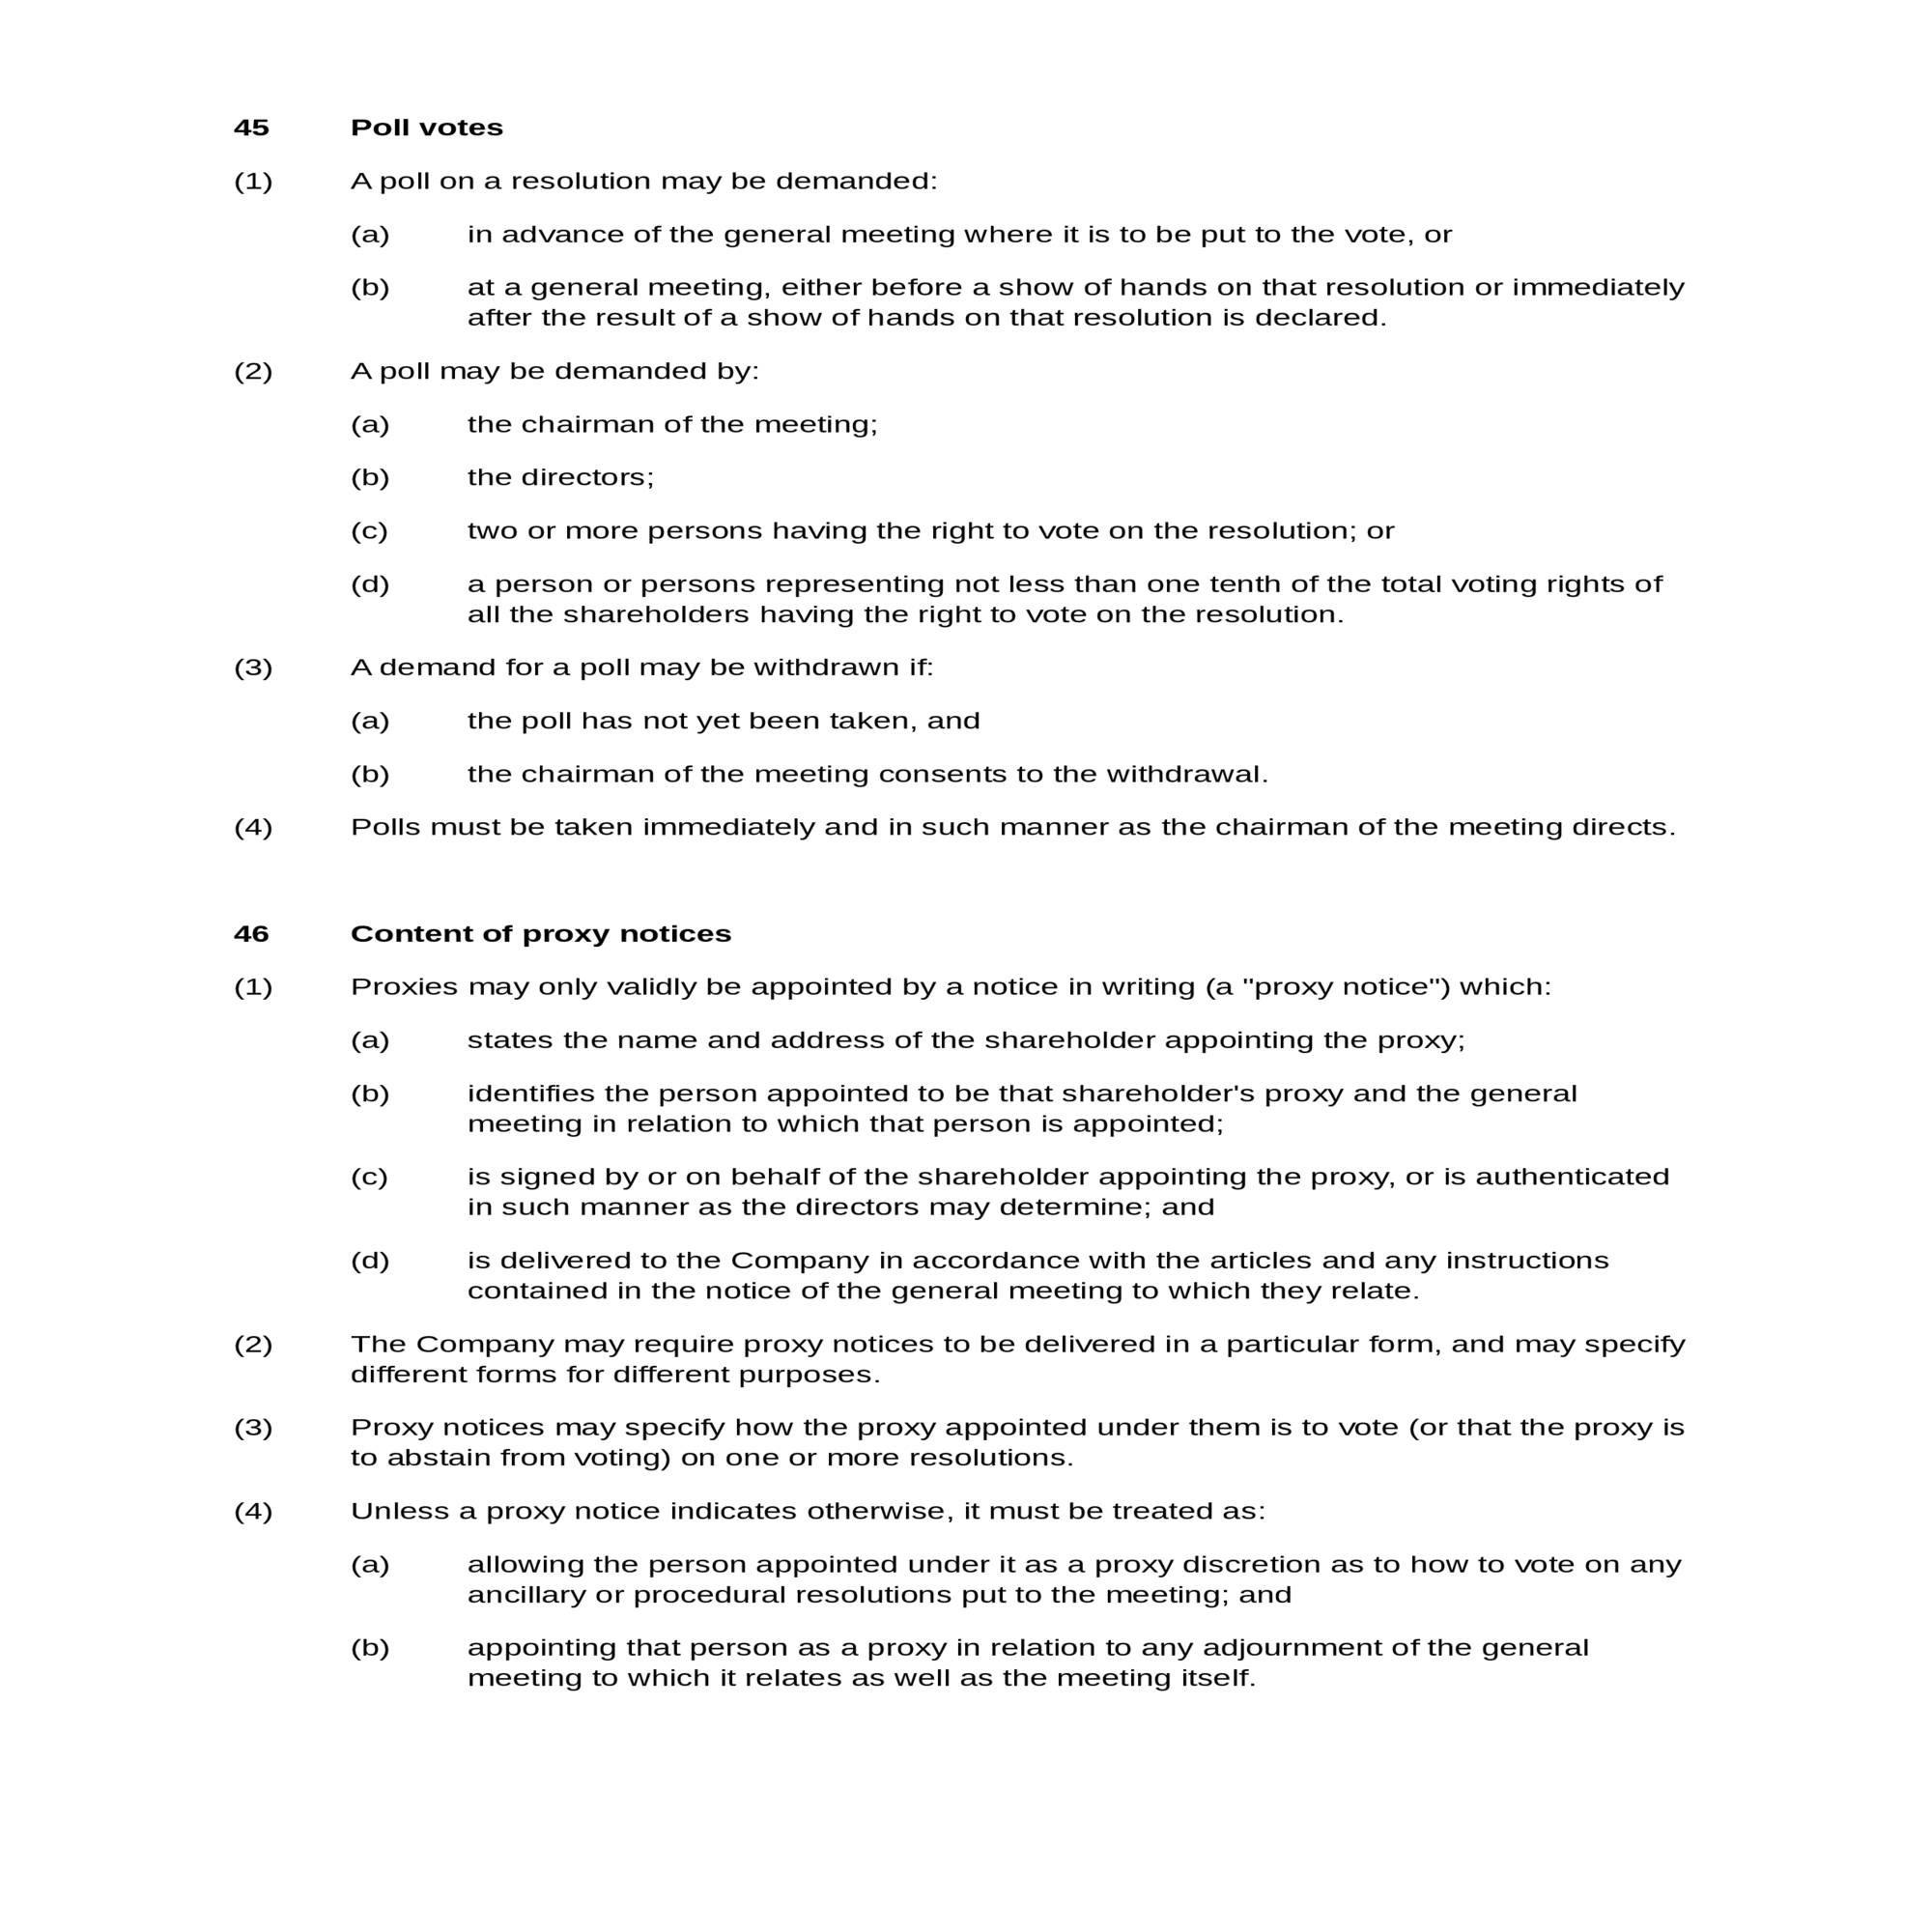 45 Poll votes
(1) A poll on a resolution may be demanded:
(a) in advance of the general meeting where it is to be put to the vote, or
(b) at a general meeting, either before a show of hands on that resolution or immediately
after the result of a show of hands on that resolution is declared.
(2) A poll may be demanded by:
(a) the chairman of the meeting;
(b) the directors;
(c) two or more persons having the right to vote on the resolution; or
(d) a person or persons representing not less than one tenth of the total voting rights of
all the shareholders having the right to vote on the resolution.
(3) A demand for a poll may be withdrawn if:
(a) the poll has not yet been taken, and
(b) the chairman of the meeting consents to the withdrawal.
(4) Polls must be taken immediately and in such manner as the chairman of the meeting directs.
46 Content of proxy notices
(1) Proxies may only validly be appointed by a notice in writing (a "proxy notice") which:
(a) states the name and address of the shareholder appointing the proxy;
(b) identifies the person appointed to be that shareholder's proxy and the general
meeting in relation to which that person is appointed;
(c) is signed by or on behalf of the shareholder appointing the proxy, or is authenticated
in such manner as the directors may determine; and
(d) is delivered to the Company in accordance with the articles and any instructions
contained in the notice of the general meeting to which they relate.
(2) The Company may require proxy notices to be delivered in a particular form, and may specify
different forms for different purposes.
(3) Proxy notices may specify how the proxy appointed under them is to vote (or that the proxy is
to abstain from voting) on one or more resolutions.
(4) Unless a proxy notice indicates otherwise, it must be treated as:
(a) allowing the person appointed under it as a proxy discretion as to how to vote on any
ancillary or procedural resolutions put to the meeting; and
(b) appointing that person as a proxy in relation to any adjournment of the general
meeting to which it relates as well as the meeting itself.